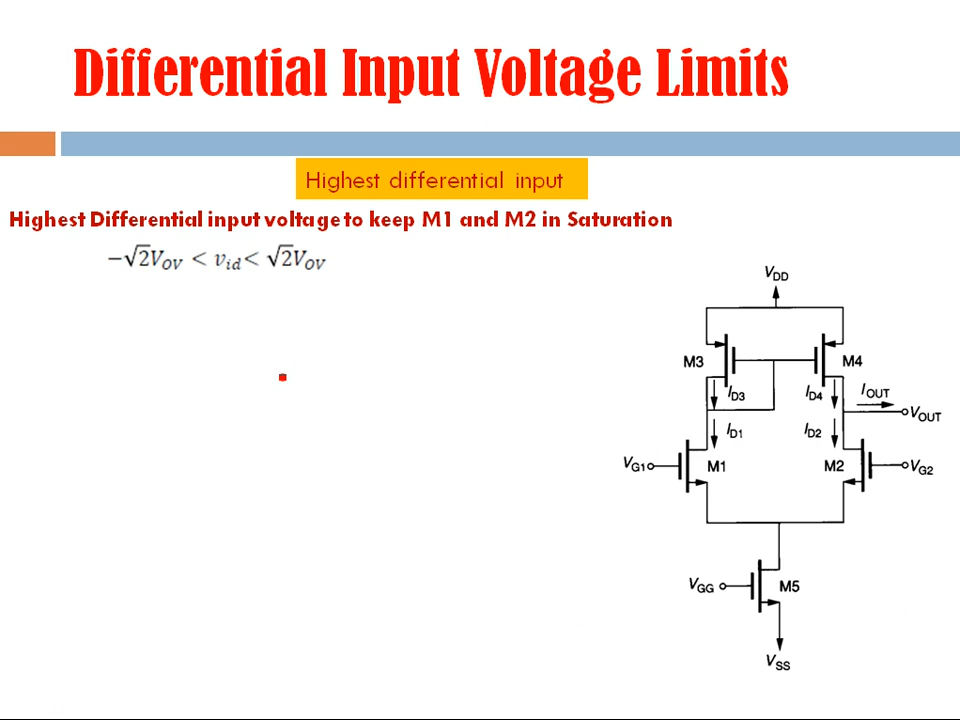 Differential Input Voltage Limits
Highest differential input
Highest Differential input voltage to keep M1 and M2 in Saturation
−√2V_OV < v_id < √2V_OV
V_DD
M3
M4
I_D3
I_D4
I_OUT
V_OUT
I_D1
I_D2
V_G1
M1
M2
V_G2
V_GG
M5
V_SS